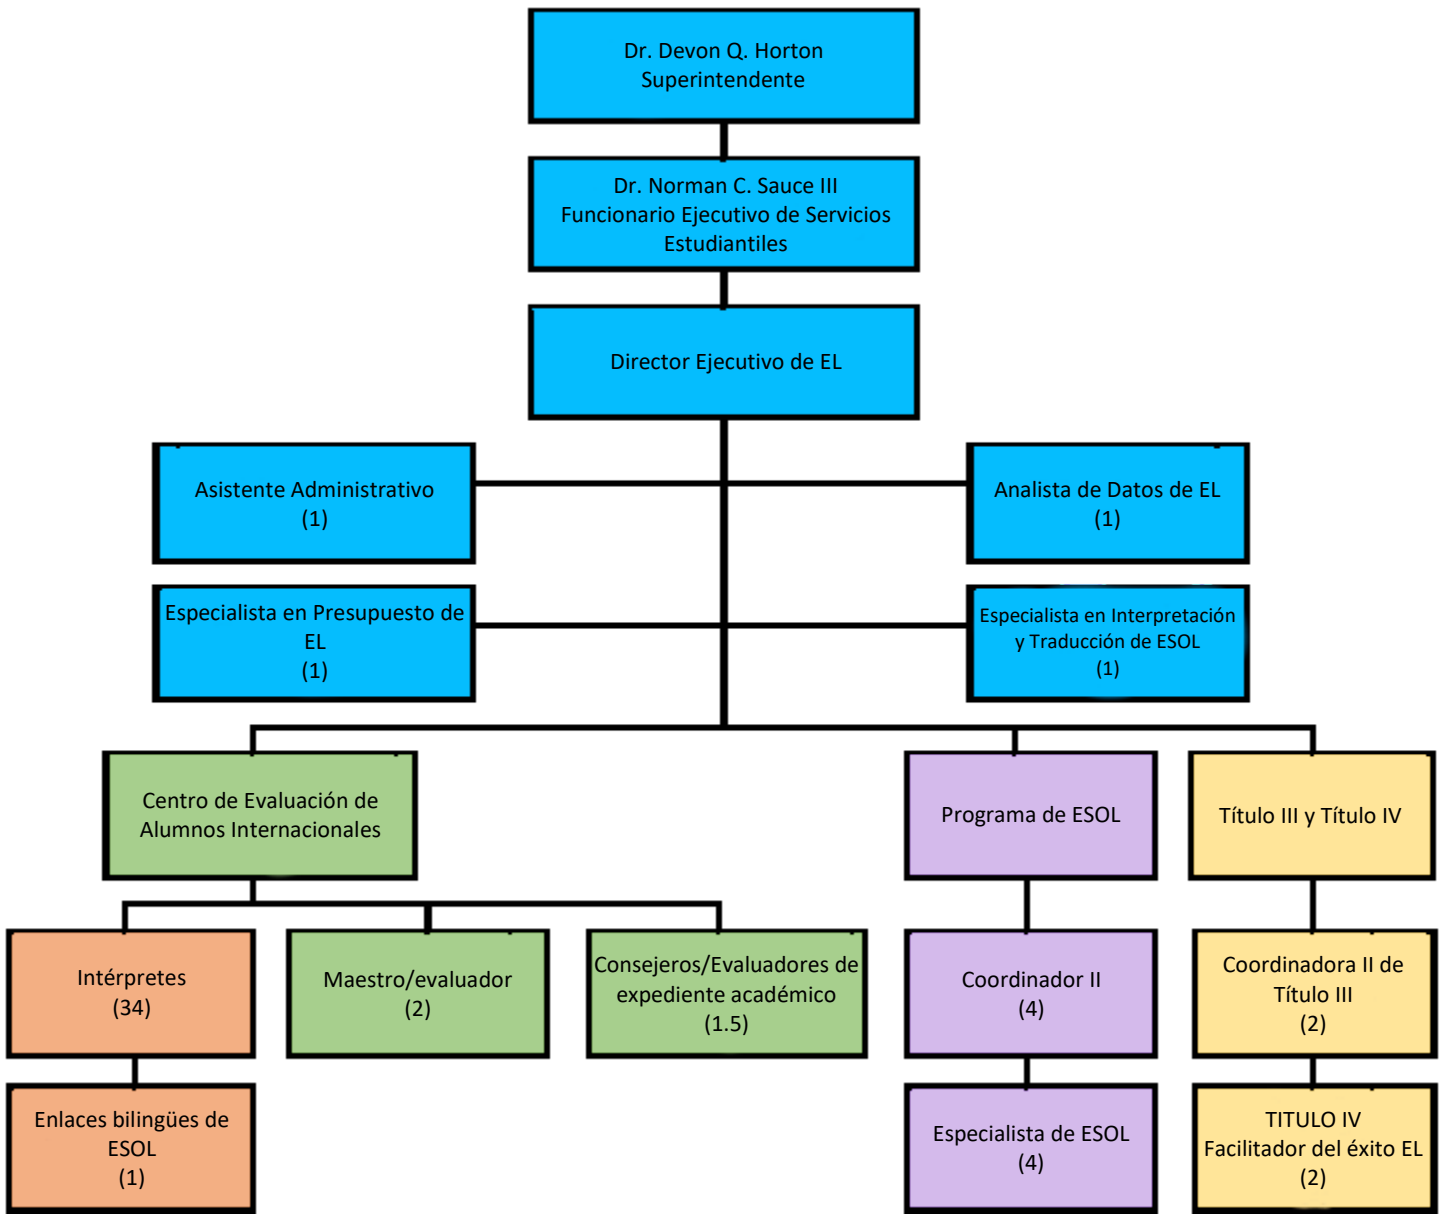 Dr. Devon Q. Horton
Superintendente
Dr. Norman C. Sauce III
Funcionario Ejecutivo de Servicios
Estudiantiles
Director Ejecutivo de EL
Asistente Administrativo
(1)
Analista de Datos de EL
(1)
Especialista en Presupuesto de
EL
(1)
Especialista en Interpretación
y Traducción de ESOL
(1)
Centro de Evaluación de
Alumnos Internacionales
Programa de ESOL
Título III y Título IV
Intérpretes
(34)
Maestro/evaluador
(2)
Consejeros/Evaluadores de
expediente académico
(1.5)
Coordinador II
(4)
Coordinadora II de
Título III
(2)
Enlaces bilingües de
ESOL
(1)
Especialista de ESOL
(4)
TITULO IV
Facilitador del éxito EL
(2)